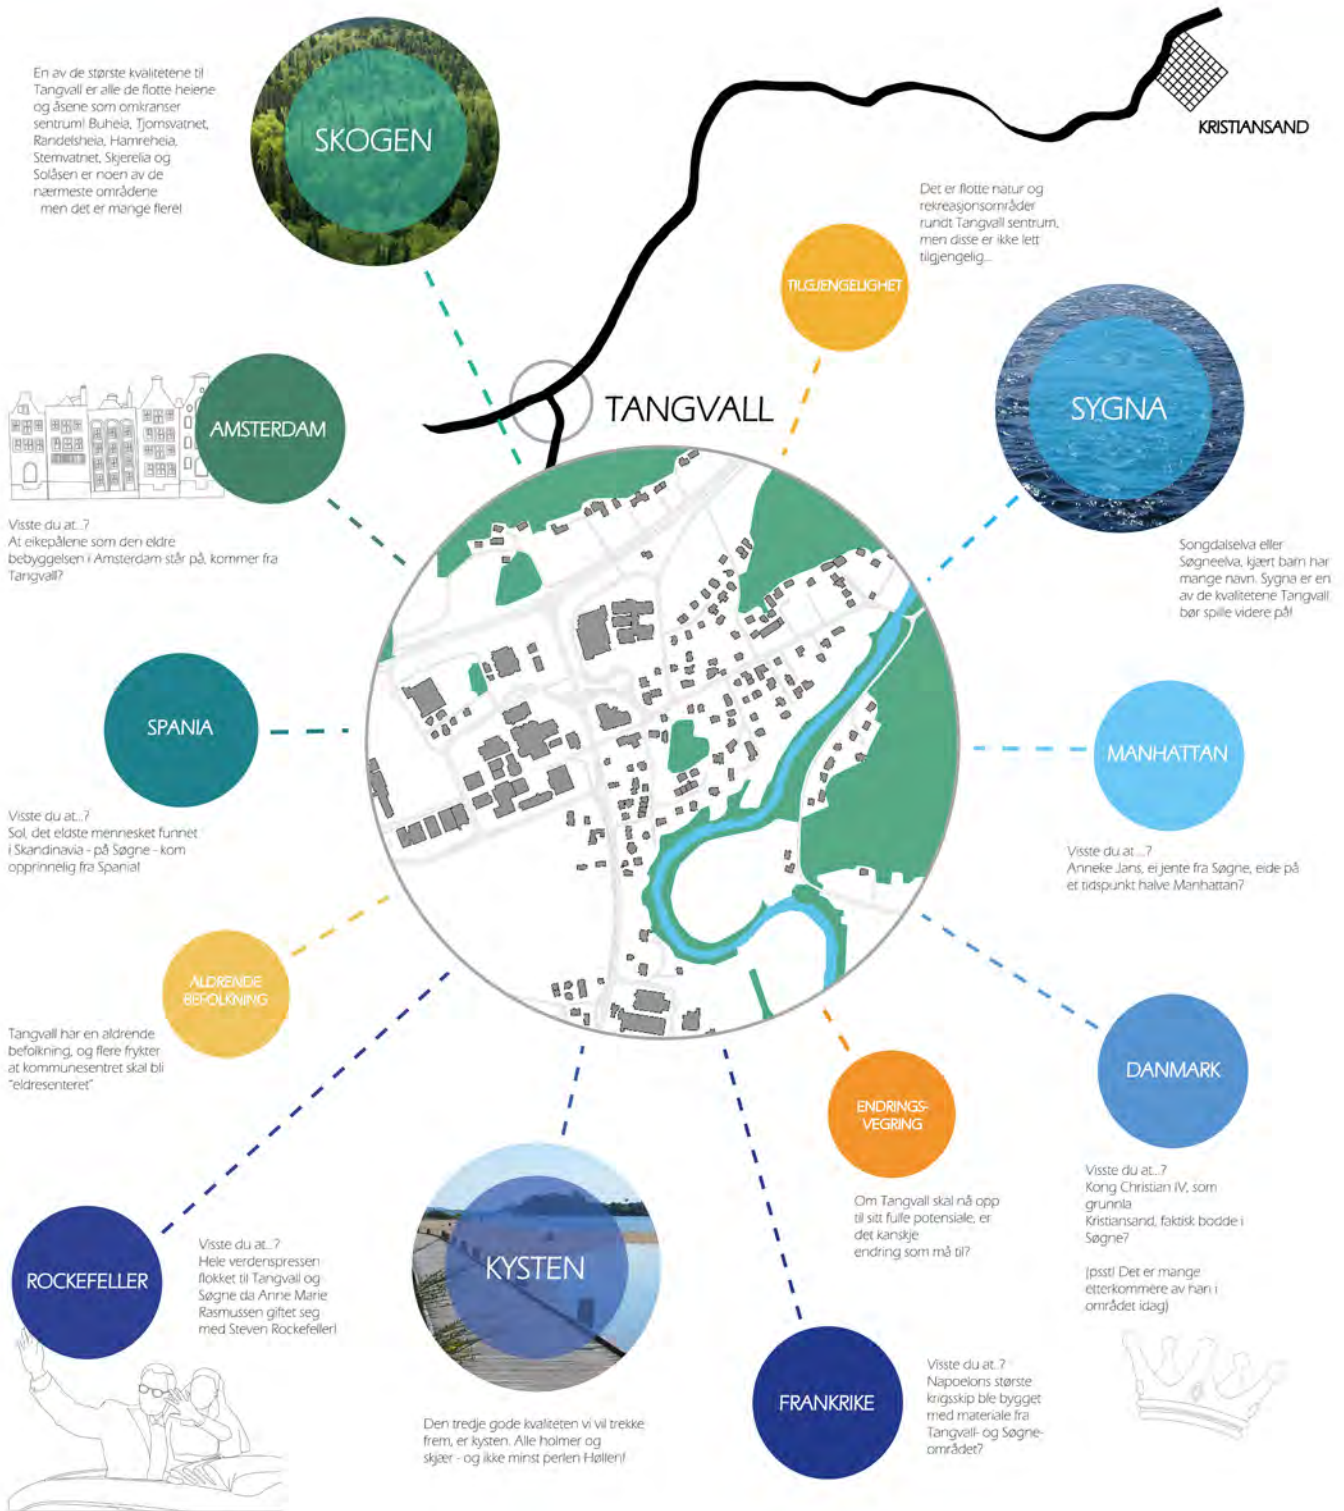 En av de største kvalitetene til
Tangvall er alle de flotte heiene
og åsene som omkranser
sentrum! Buheia, Tjomsvatnet,
Randelsheia, Hamreheia,
Stemvatnet, Skjerelia og
Solåsen er noen av de
nærmeste områdene
men det er mange flere!
SKOGEN
KRISTIANSAND
Det er flotte natur og
rekreasjonsområder
rundt Tangvall sentrum,
men disse er ikke lett
tilgjengelig...
TILGJENGELIGHET
SYGNA
Songdalselva eller
Søgneelva, kjært barn har
mange navn. Sygna er en
av de kvalitetene Tangvall
bør spille videre på!
TANGVALL
AMSTERDAM
Visste du at...?
At eikepålene som den eldre
bebyggelsen i Amsterdam står på, kommer fra
Tangvall?
SPANIA
Visste du at...?
Sol, det eldste mennesket funnet
i Skandinavia - på Søgne - kom
opprinnelig fra Spania!
MANHATTAN
Visste du at ...?
Anneke Jans, ei jente fra Søgne, eide på
et tidspunkt halve Manhattan?
ALDRENDE
BEFOLKNING
Tangvall har en aldrende
befolkning, og flere frykter
at kommunesentret skal bli
"eldresenteret"
DANMARK
Visste du at...?
Kong Christian IV, som
grunnla
Kristiansand, faktisk bodde i
Søgne?
(psst! Det er mange
etterkommere av han i
området idag)
ENDRINGS-
VEGRING
Om Tangvall skal nå opp
til sitt fulle potensiale, er
det kanskje
endring som må til?
ROCKEFELLER
Visste du at...?
Hele verdenspressen
flokket til Tangvall og
Søgne da Anne Marie
Rasmussen giftet seg
med Steven Rockefeller!
KYSTEN
Den tredje gode kvaliteten vi vil trekke
frem, er kysten. Alle holmer og
skjær - og ikke minst perlen Høllen!
FRANKRIKE
Visste du at..?
Napoelons største
krigsskip ble bygget
med materiale fra
Tangvall- og Søgne-
området?